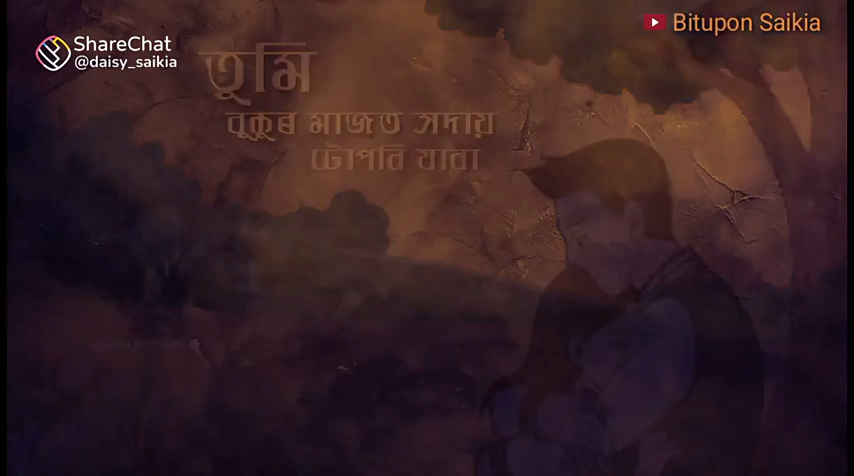 Bitupon Saikia
ShareChat
@daisy_saikia
তুমি
বুকুৰ মাজত সদায়
টোপনি যাবা